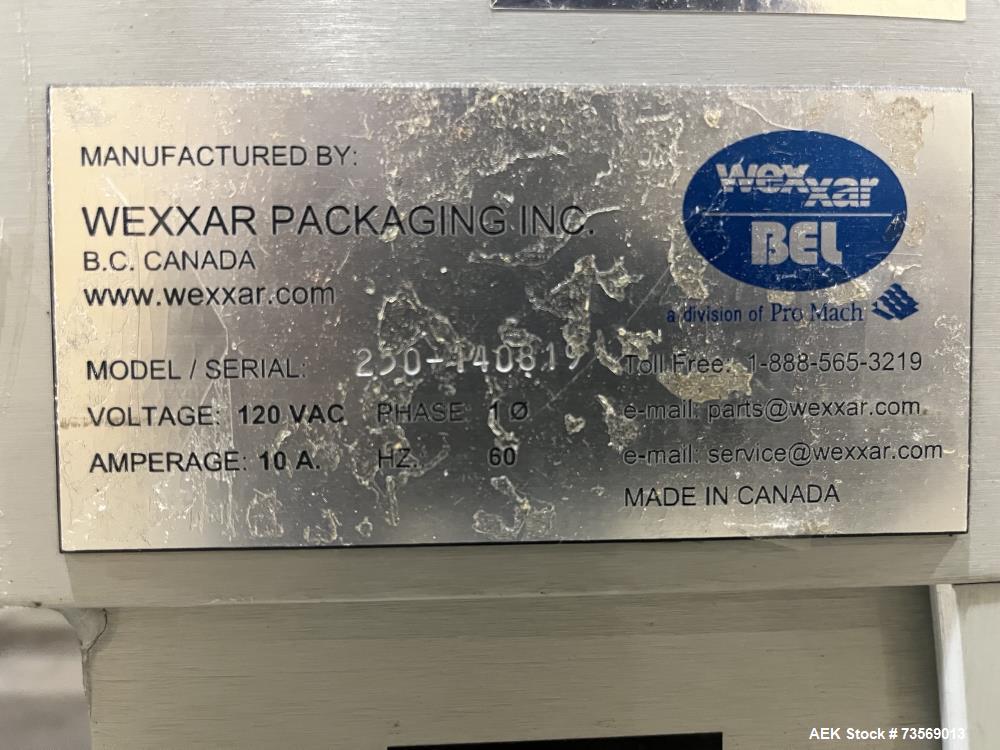 MANUFACTURED BY:
WEXXAR PACKAGING INC.
B.C. CANADA
www.wexxar.com
wexxar
BEL
a division of Pro Mach
MODEL / SERIAL:
VOLTAGE: 120 VAC PHASE 1 Ø
AMPERAGE: 10 A. HZ. 60
Toll Free: 1-888-565-3219
e-mail: parts@wexxar.com
e-mail: service@wexxar.com
MADE IN CANADA
AEK Stock # 73569013